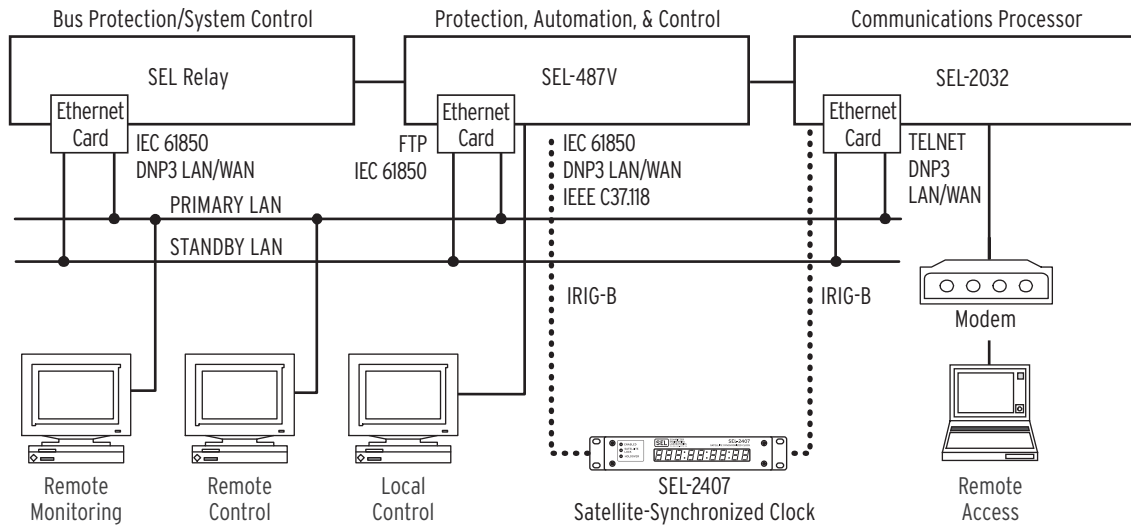 Bus Protection/System Control
Protection, Automation, & Control
Communications Processor
SEL Relay
SEL-487V
SEL-2032
Ethernet
Card
IEC 61850
DNP3 LAN/WAN
FTP
IEC 61850
Ethernet
Card
IEC 61850
DNP3 LAN/WAN
IEEE C37.118
Ethernet
Card
TELNET
DNP3
LAN/WAN
PRIMARY LAN
STANDBY LAN
IRIG-B
IRIG-B
Modem
SEL
SEL-2407
Remote
Monitoring
Remote
Control
Local
Control
SEL-2407
Satellite-Synchronized Clock
Remote
Access